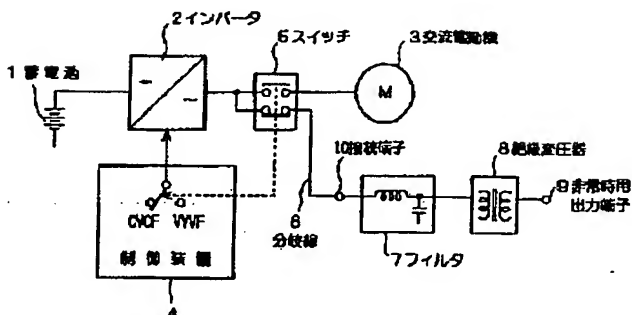 2インバータ
5スイッチ
3交流電動機
1蓄電池
M
10接続端子
8絶縁変圧器
9非常時用
出力端子
CVCF VVVF
制御装置
6
分岐線
7フィルタ
4